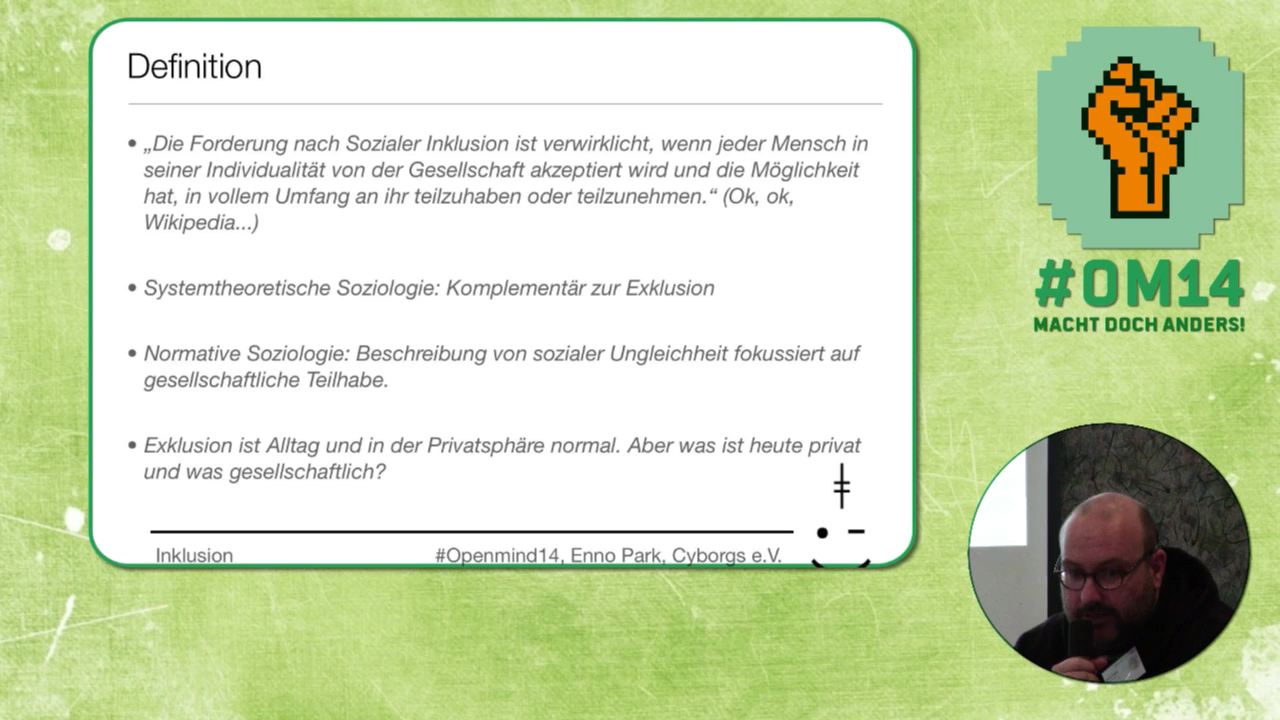 Definition
• „Die Forderung nach Sozialer Inklusion ist verwirklicht, wenn jeder Mensch in
seiner Individualität von der Gesellschaft akzeptiert wird und die Möglichkeit
hat, in vollem Umfang an ihr teilzuhaben oder teilzunehmen.“ (Ok, ok,
Wikipedia...)
• Systemtheoretische Soziologie: Komplementär zur Exklusion
• Normative Soziologie: Beschreibung von sozialer Ungleichheit fokussiert auf
gesellschaftliche Teilhabe.
• Exklusion ist Alltag und in der Privatsphäre normal. Aber was ist heute privat
und was gesellschaftlich?
Inklusion
#Openmind14, Enno Park, Cyborgs e.V.
#OM14
MACHT DOCH ANDERS!